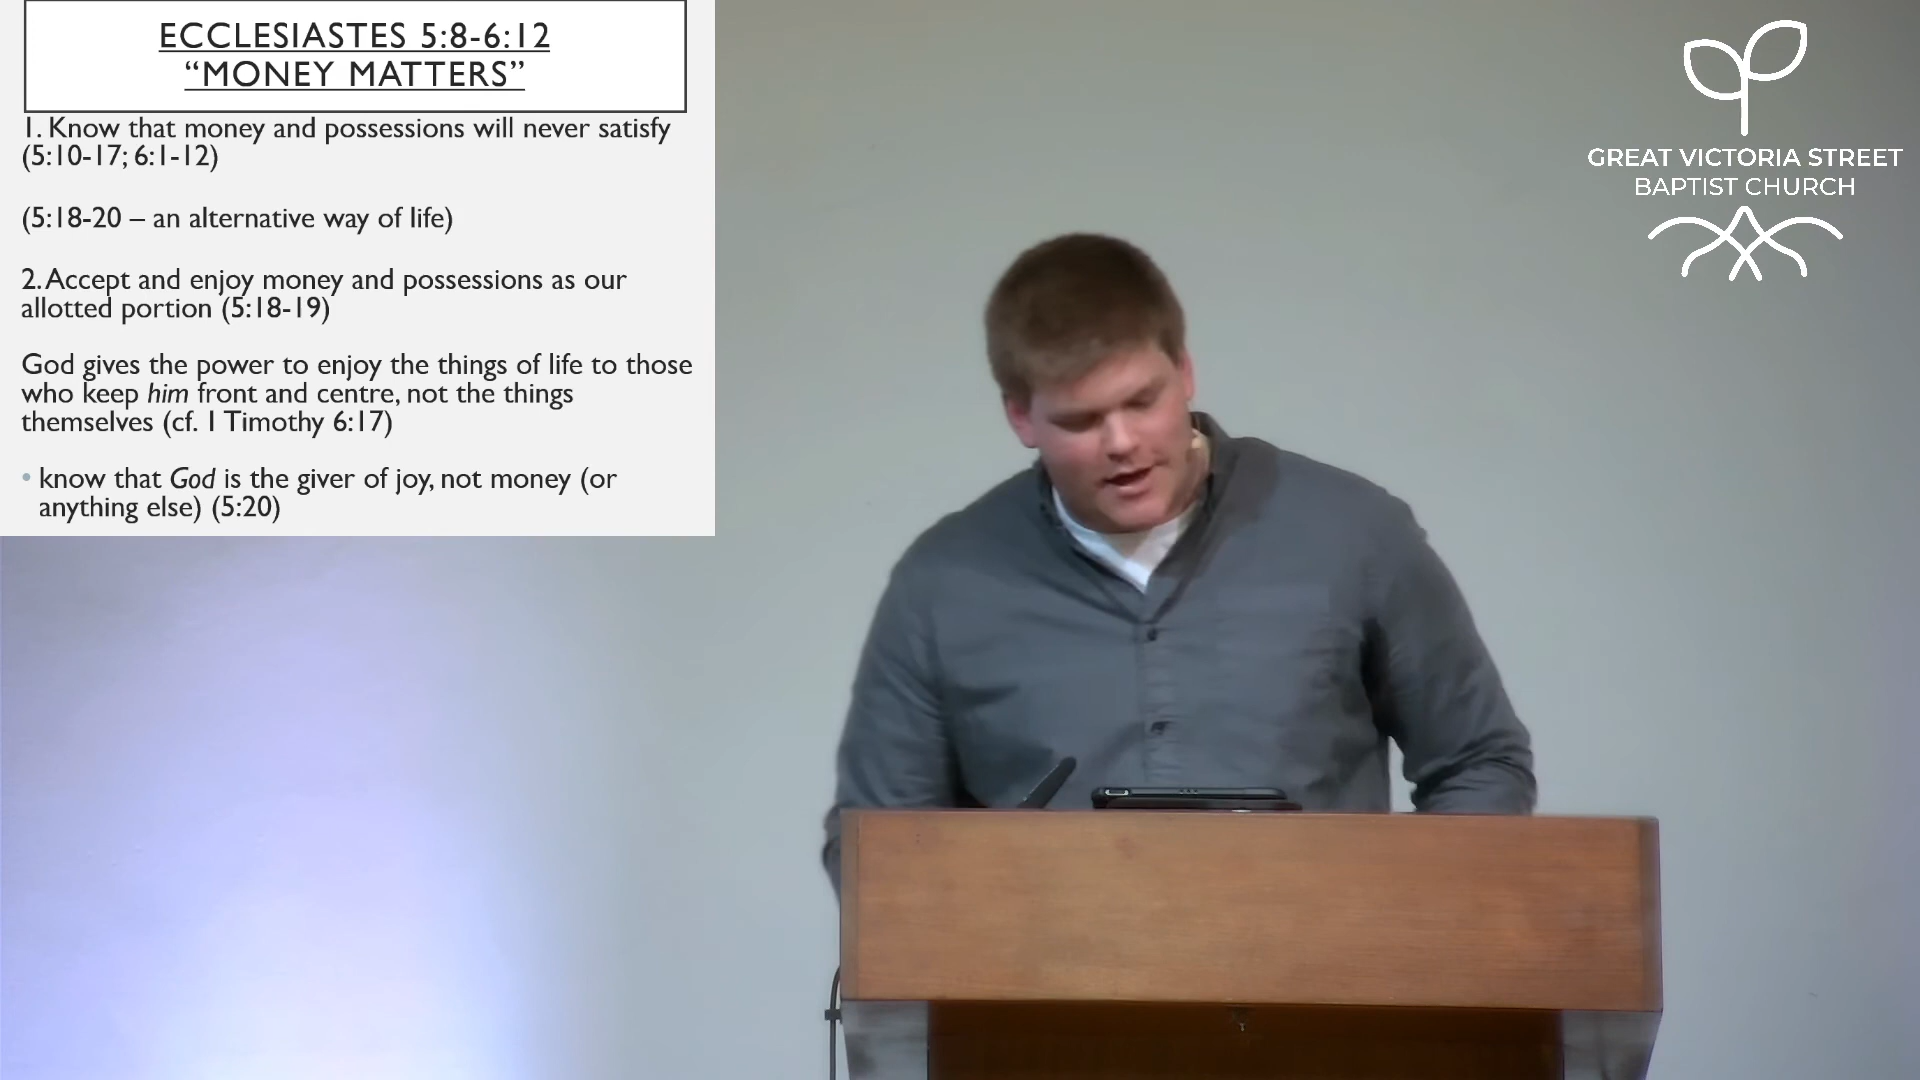 ECCLESIASTES 5:8-6:12
“MONEY MATTERS”
1. Know that money and possessions will never satisfy
(5:10-17; 6:1-12)
(5:18-20 – an alternative way of life)
2. Accept and enjoy money and possessions as our
allotted portion (5:18-19)
God gives the power to enjoy the things of life to those
who keep him front and centre, not the things
themselves (cf. 1 Timothy 6:17)
• know that God is the giver of joy, not money (or
anything else) (5:20)
GREAT VICTORIA STREET
BAPTIST CHURCH